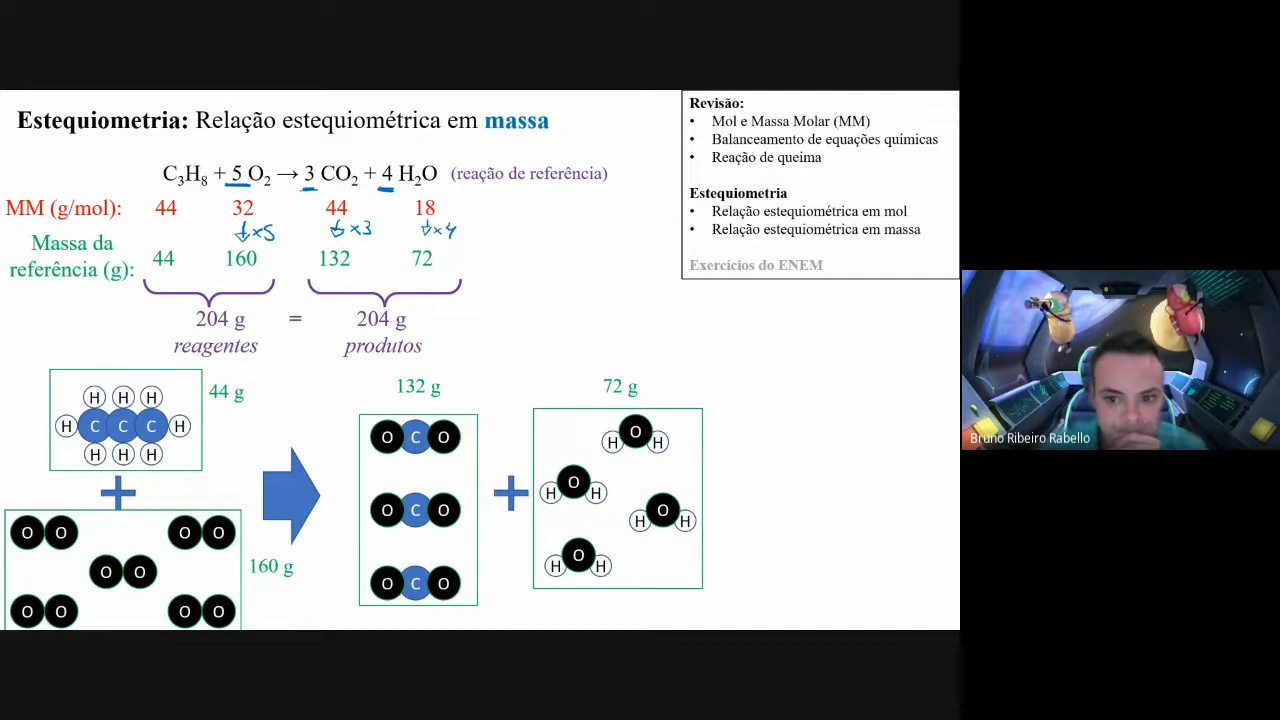 Estequiometria: Relação estequiométrica em massa
C₃H₈ + 5 O₂ → 3 CO₂ + 4 H₂O (reação de referência)
MM (g/mol): 44 32 44 18
×5 ×3 ×4
Massa da
referência (g): 44 160 132 72
204 g = 204 g
reagentes produtos
Revisão:
• Mol e Massa Molar (MM)
• Balanceamento de equações químicas
• Reação de queima
Estequiometria
• Relação estequiométrica em mol
• Relação estequiométrica em massa
Exercícios do ENEM
H H H
H C C C H
H H H
44 g
+
O O O O
O O
O O O O
160 g
132 g
O C O
O C O
O C O
+
72 g
O
H H
O
H H
O
H H
O
H H
Bruno Ribeiro Rabello